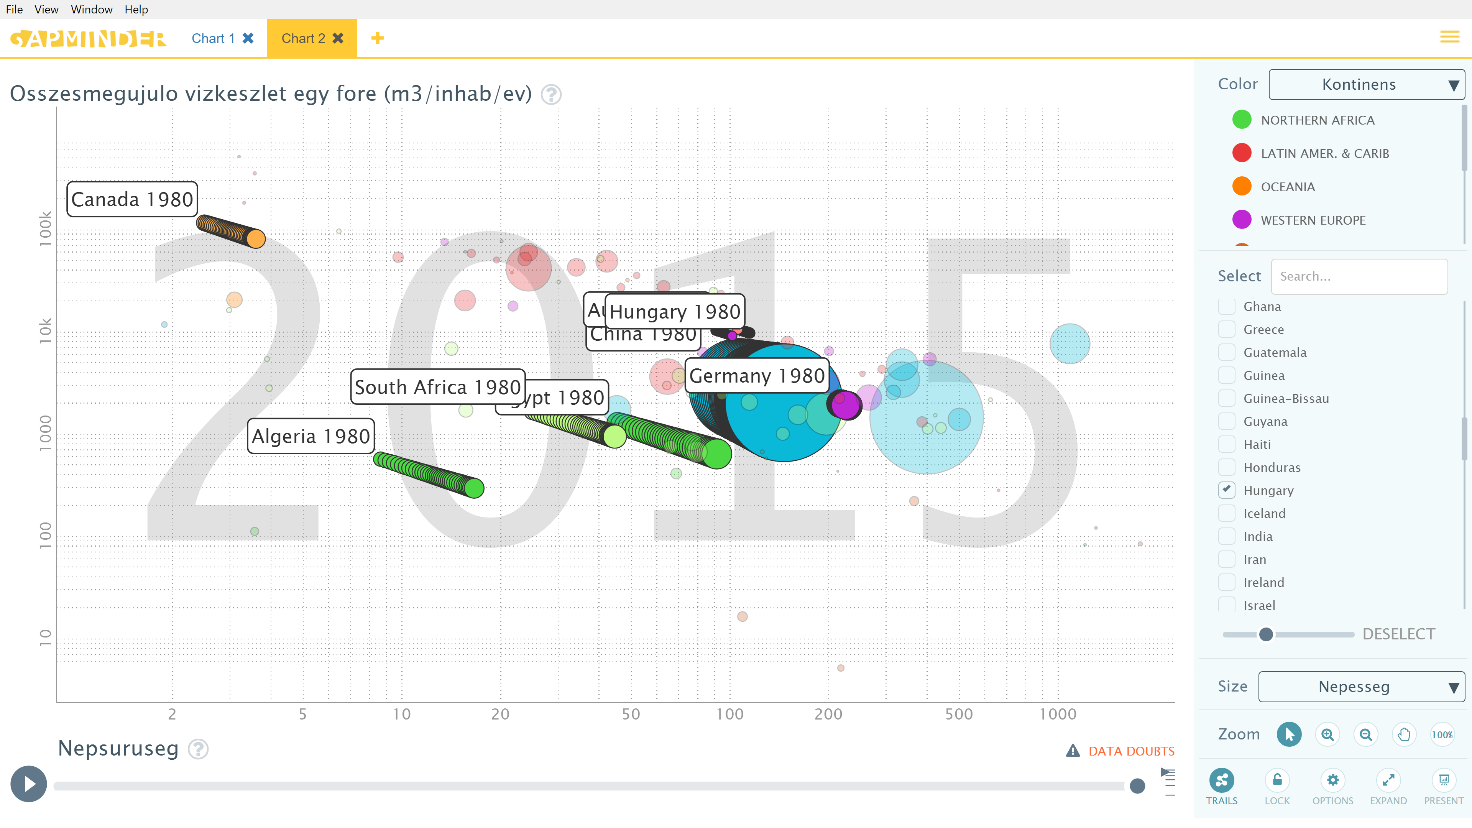 File View Window Help
GAPMINDER
Chart 1 ✖ Chart 2 ✖ +
Osszesmegujulo vizkeszlet egy fore (m3/inhab/ev) ?
2015
100k
10k
1000
100
10
Canada 1980
Hungary 1980
China 1980
Germany 1980
South Africa 1980
ypt 1980
Algeria 1980
2 5 10 20 50 100 200 500 1000
Nepsuruseg ?
DATA DOUBTS
Color Kontinens ▼
NORTHERN AFRICA
LATIN AMER. & CARIB
OCEANIA
WESTERN EUROPE
Select Search...
Ghana
Greece
Guatemala
Guinea
Guinea-Bissau
Guyana
Haiti
Honduras
Hungary
Iceland
India
Iran
Ireland
Israel
DESELECT
Size Nepesseg ▼
Zoom 100%
TRAILS LOCK OPTIONS EXPAND PRESENT